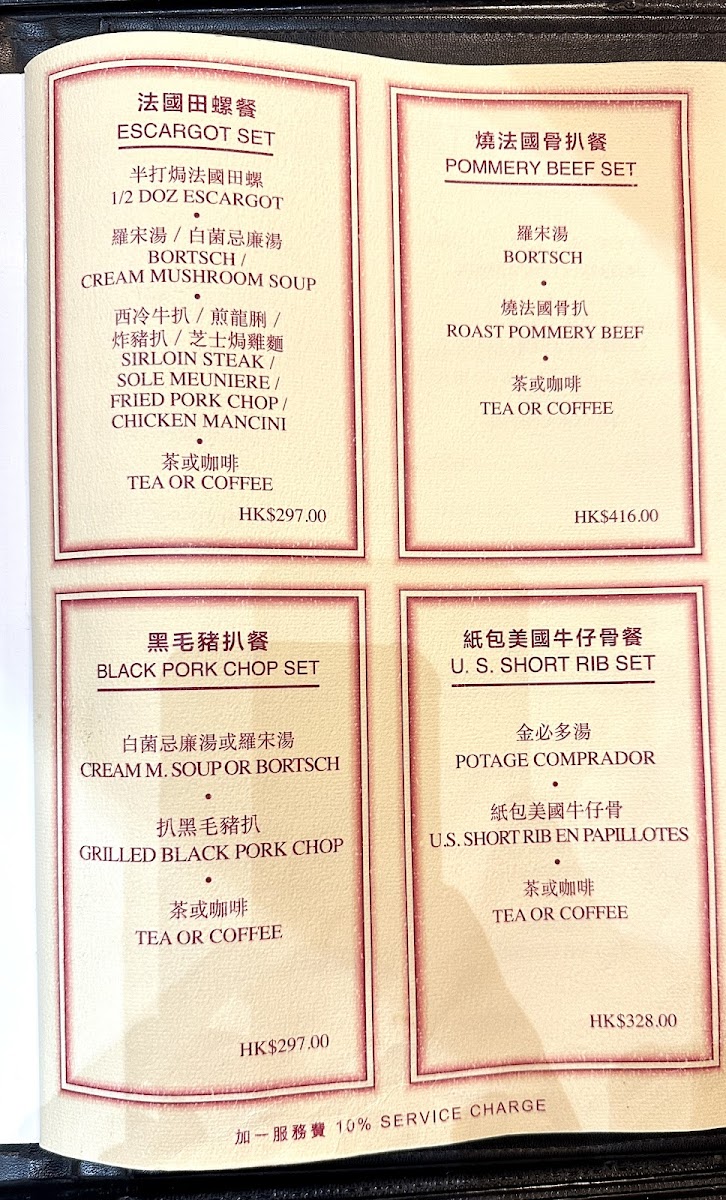 法國田螺餐
ESCARGOT SET
半打焗法國田螺
1/2 DOZ ESCARGOT
•
羅宋湯 / 白菌忌廉湯
BORTSCH /
CREAM MUSHROOM SOUP
•
西冷牛扒 / 煎龍脷 /
炸豬扒 / 芝士焗雞麵
SIRLOIN STEAK /
SOLE MEUNIERE /
FRIED PORK CHOP /
CHICKEN MANCINI
•
茶或咖啡
TEA OR COFFEE
HK$297.00
燒法國骨扒餐
POMMERY BEEF SET
羅宋湯
BORTSCH
•
燒法國骨扒
ROAST POMMERY BEEF
•
茶或咖啡
TEA OR COFFEE
HK$416.00
黑毛豬扒餐
BLACK PORK CHOP SET
白菌忌廉湯或羅宋湯
CREAM M. SOUP OR BORTSCH
•
扒黑毛豬扒
GRILLED BLACK PORK CHOP
•
茶或咖啡
TEA OR COFFEE
HK$297.00
紙包美國牛仔骨餐
U. S. SHORT RIB SET
金必多湯
POTAGE COMPRADOR
•
紙包美國牛仔骨
U.S. SHORT RIB EN PAPILLOTES
•
茶或咖啡
TEA OR COFFEE
HK$328.00
加一服務費 10% SERVICE CHARGE